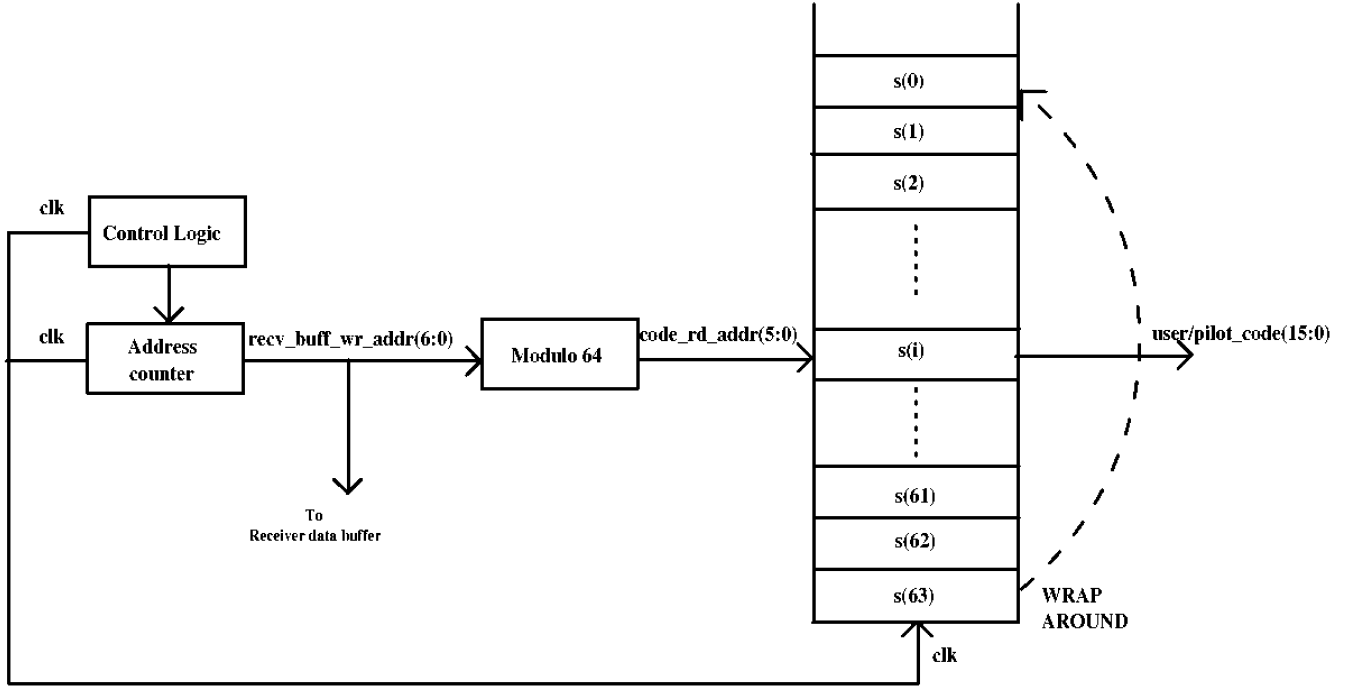 s(0)
s(1)
s(2)
clk
Control Logic
clk
Address
counter
recv_buff_wr_addr(6:0)
Modulo 64
code_rd_addr(5:0)
s(i)
user/pilot_code(15:0)
To
Receiver data buffer
s(61)
s(62)
s(63)
WRAP
AROUND
clk